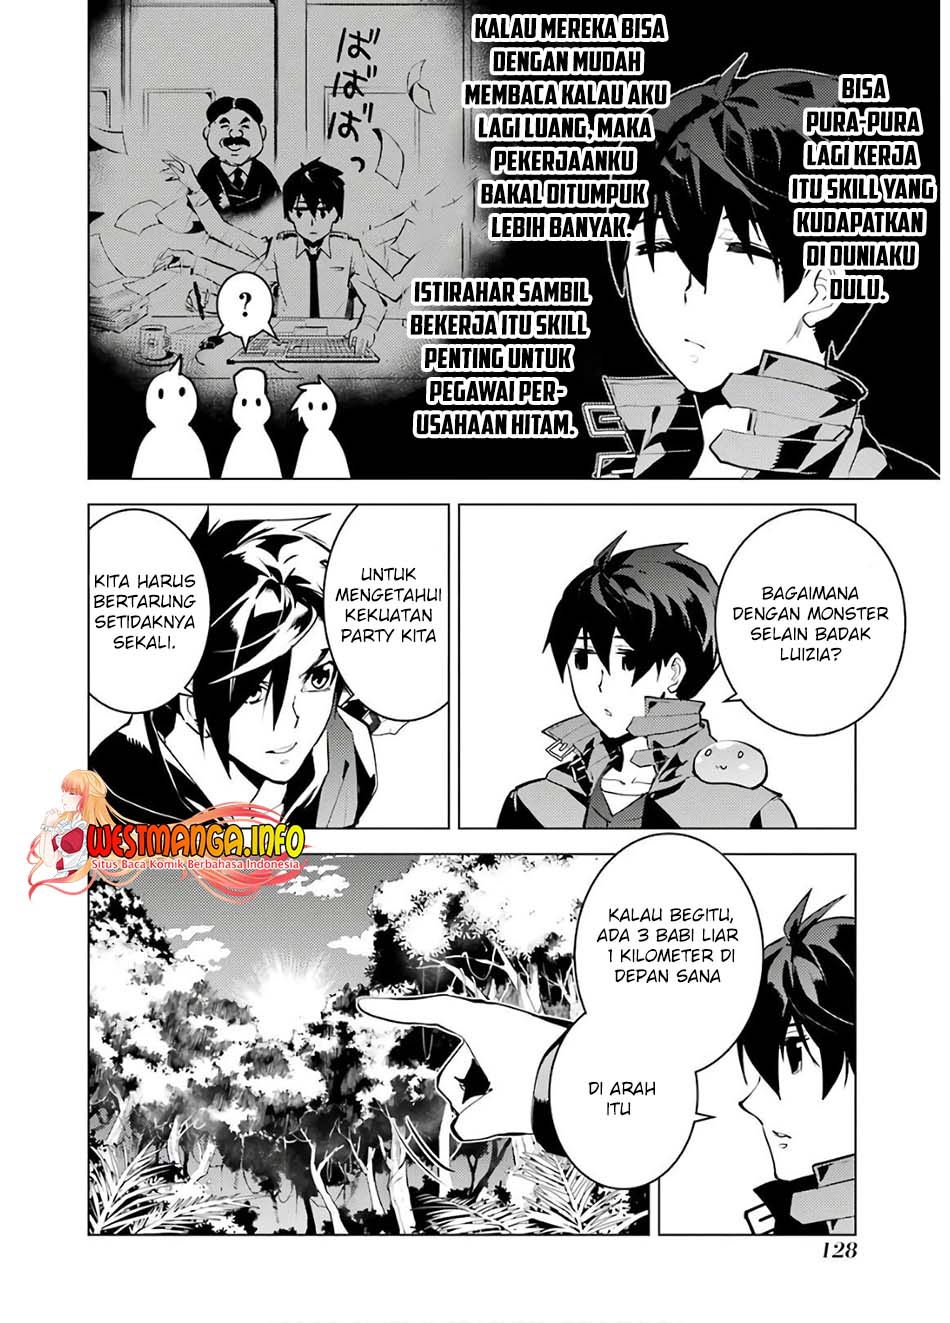 BISA
PURA-PURA
LAGI KERJA
ITU SKILL YANG
KUDAPATKAN
DI DUNIAKU
DULU.
KALAU MEREKA BISA
DENGAN MUDAH
MEMBACA KALAU AKU
LAGI LUANG, MAKA
PEKERJAANKU
BAKAL DITUMPUK
LEBIH BANYAK.
ばばばっ
?
ISTIRAHAR SAMBIL
BEKERJA ITU SKILL
PENTING UNTUK
PEGAWAI PER-
USAHAAN HITAM.
BAGAIMANA
DENGAN MONSTER
SELAIN BADAK
LUIZIA?
UNTUK
MENGETAHUI
KEKUATAN
PARTY KITA
KITA HARUS
BERTARUNG
SETIDAKNYA
SEKALI.
WESTMANGA.INFO
Situs Baca Komik Berbahasa Indonesia
KALAU BEGITU,
ADA 3 BABI LIAR
1 KILOMETER DI
DEPAN SANA
DI ARAH
ITU
128